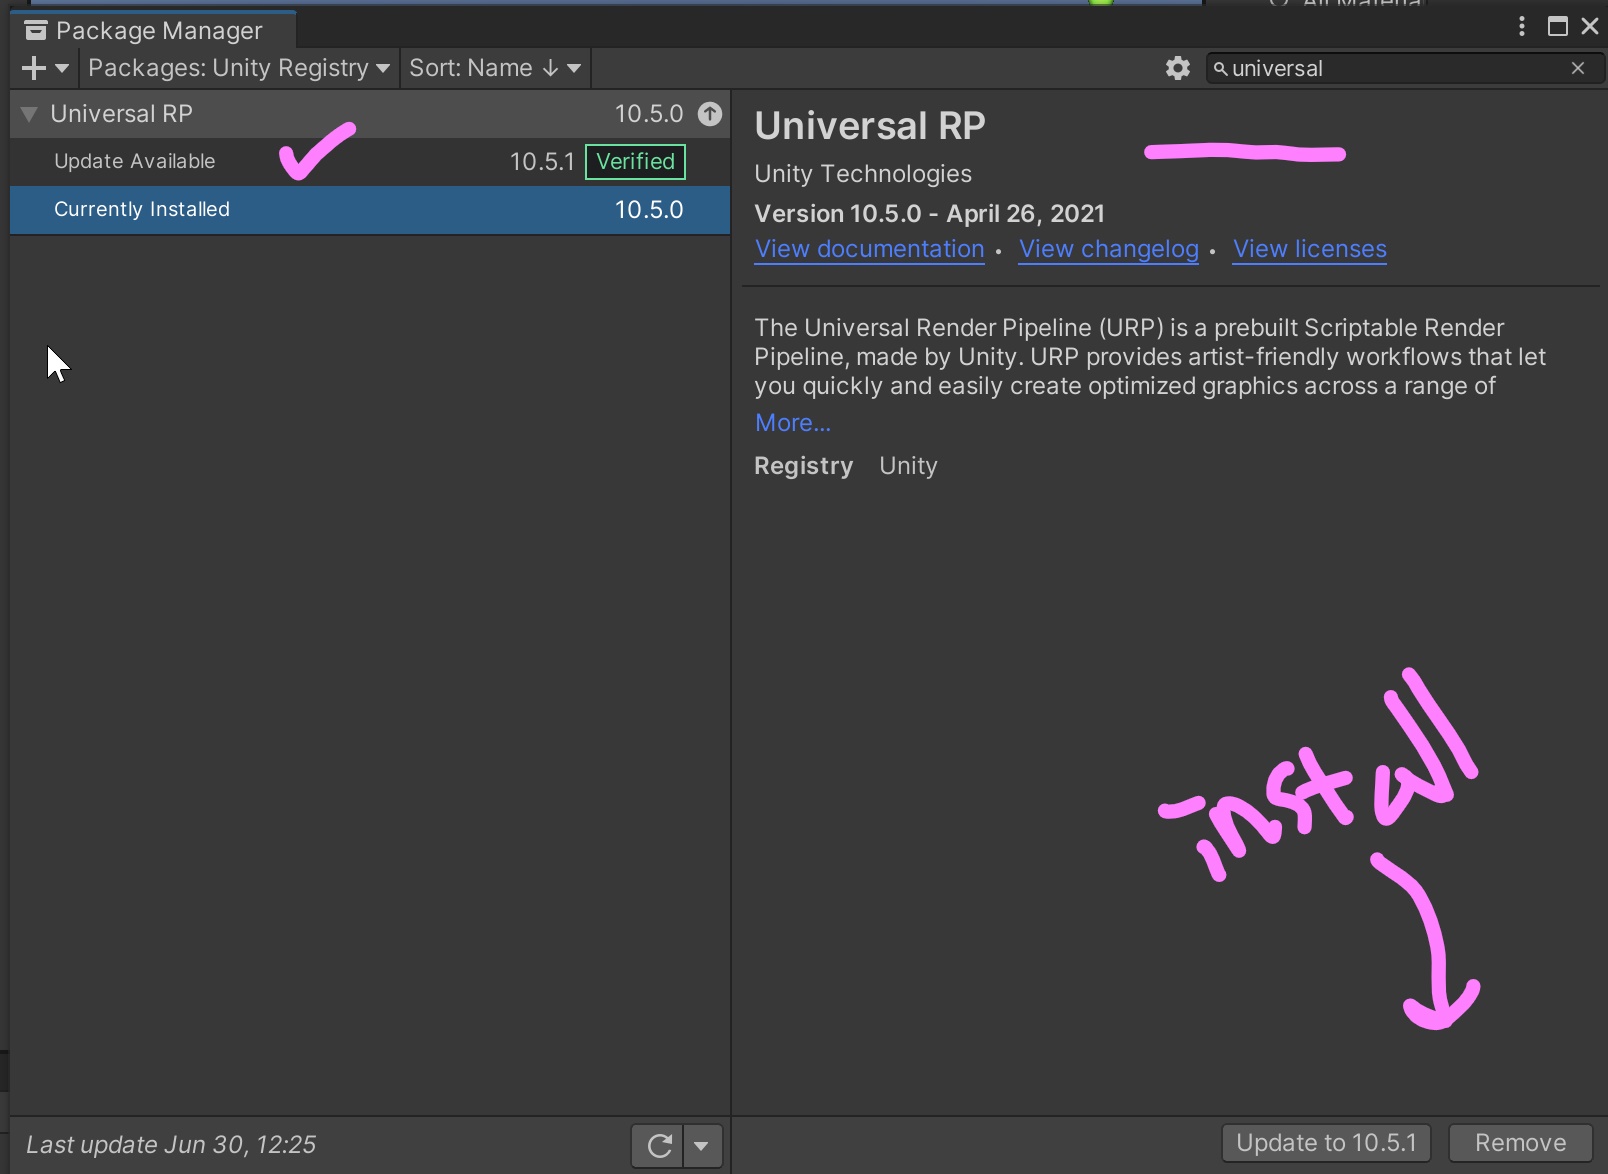 Package Manager
Packages: Unity Registry
Sort: Name
universal
Universal RP 10.5.0
Update Available 10.5.1 Verified
Currently Installed 10.5.0
Universal RP
Unity Technologies
Version 10.5.0 - April 26, 2021
View documentation • View changelog • View licenses
The Universal Render Pipeline (URP) is a prebuilt Scriptable Render
Pipeline, made by Unity. URP provides artist-friendly workflows that let
you quickly and easily create optimized graphics across a range of
More...
Registry Unity
install
Last update Jun 30, 12:25
Update to 10.5.1
Remove